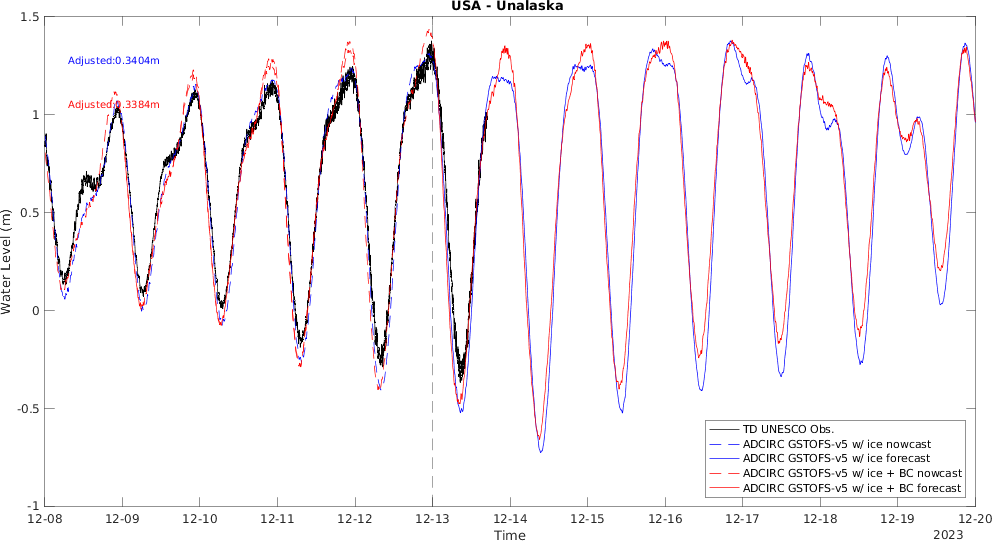 USA - Unalaska
1.5
1
0.5
0
-0.5
-1
Water Level (m)
Adjusted:0.3404m
Adjusted:0.3384m
TD UNESCO Obs.
ADCIRC GSTOFS-v5 w/ ice nowcast
ADCIRC GSTOFS-v5 w/ ice forecast
ADCIRC GSTOFS-v5 w/ ice + BC nowcast
ADCIRC GSTOFS-v5 w/ ice + BC forecast
12-08 12-09 12-10 12-11 12-12 12-13 12-14 12-15 12-16 12-17 12-18 12-19 12-20
Time
2023